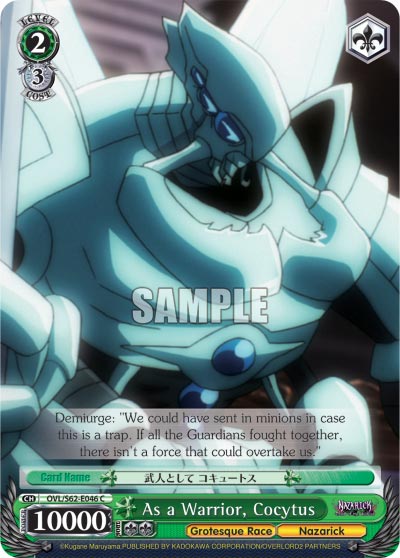 LEVEL
2
3
COST
SAMPLE
Demiurge: "We could have sent in minions in case
this is a trap. If all the Guardians fought together,
there isn't a force that could overtake us."
Card Name
武人として コキュートス
CH
OVL/S62-E046 C
POWER
10000
As a Warrior, Cocytus
NAZARICK
Grotesque Race
Nazarick
©Kugane Maruyama,PUBLISHED BY KADOKAWA CORPORATION/OVERLORD2 PARTNERS